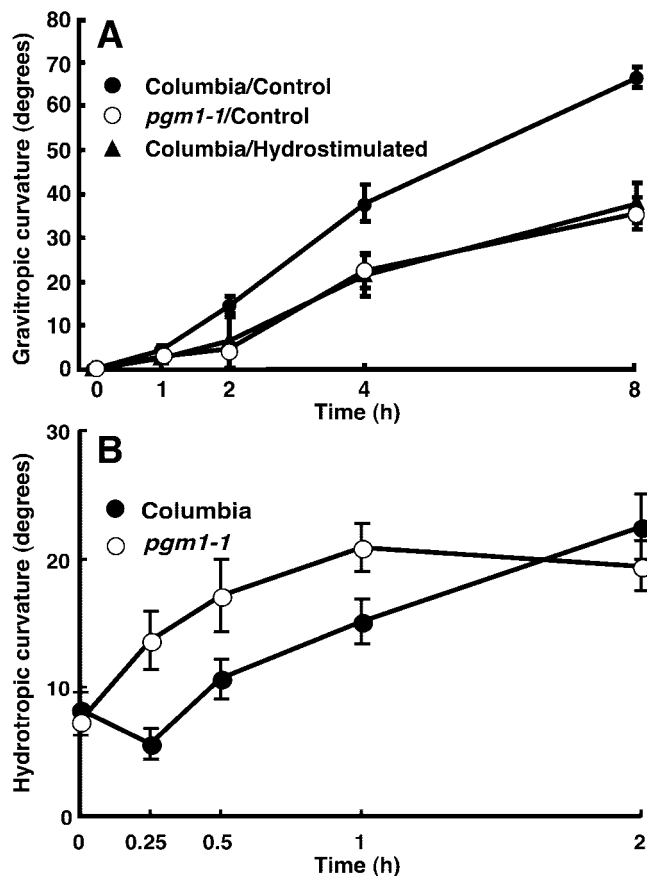 A
Gravitropic curvature (degrees)
80
70
60
50
40
30
20
10
0
Columbia/Control
pgm1-1/Control
Columbia/Hydrostimulated
0 1 2 4 8
Time (h)
B
Hydrotropic curvature (degrees)
30
20
10
0
Columbia
pgm1-1
0 0.25 0.5 1 2
Time (h)